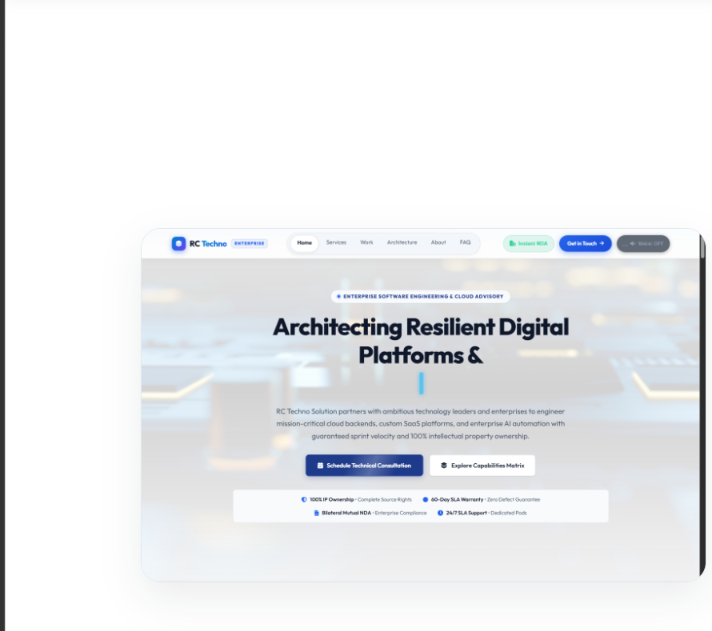 RC Techno ENTERPRISE Home Services Work Architecture About FAQ Instant NDA Get in Touch →
ENTERPRISE SOFTWARE ENGINEERING & CLOUD ADVISORY
Architecting Resilient Digital
Platforms &
RC Techno Solution partners with ambitious technology leaders and enterprises to engineer
mission-critical cloud backends, custom SaaS platforms, and enterprise AI automation with
guaranteed sprint velocity and 100% intellectual property ownership.
Schedule Technical Consultation Explore Capabilities Matrix
100% IP Ownership • Complete Source Rights 60-Day SLA Warranty • Zero Defect Guarantee
Bilateral Mutual NDA • Enterprise Compliance 24/7 SLA Support • Dedicated Pods